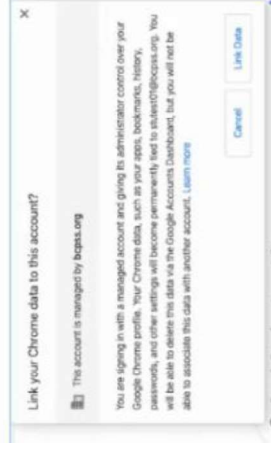 Link your Chrome data to this account?
This account is managed by bcpss.org
You are signing in with a managed account and giving its administrator control over your
Google Chrome profile. Your Chrome data, such as your apps, bookmarks, history,
passwords, and other settings will become permanently tied to stutest01@bcpss.org. You
will be able to delete this data via the Google Accounts Dashboard, but you will not be
able to associate this data with another account. Learn more
Cancel Link Data